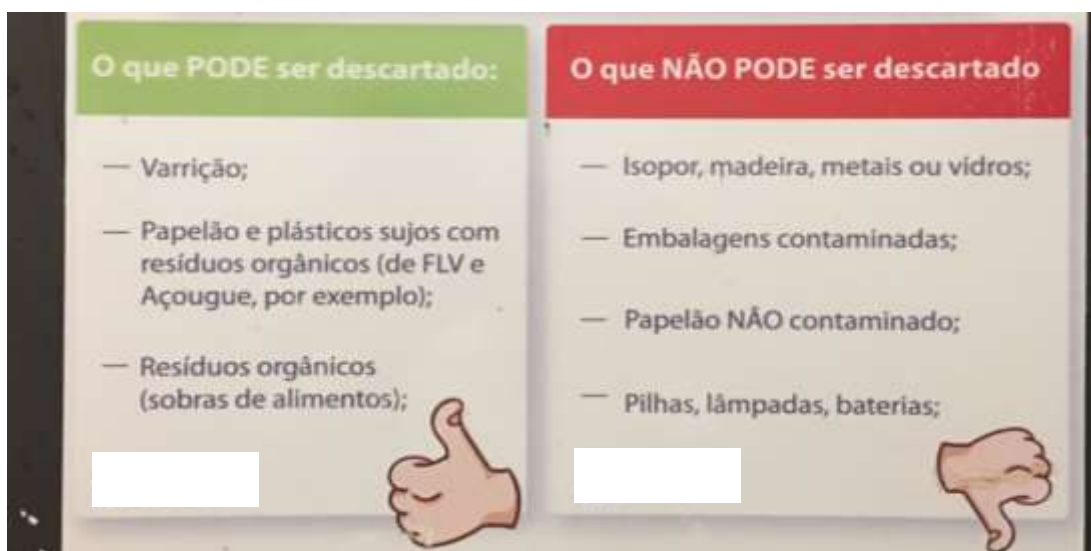 O que PODE ser descartado:
— Varrição;
— Papelão e plásticos sujos com
resíduos orgânicos (de FLV e
Açougue, por exemplo);
— Resíduos orgânicos
(sobras de alimentos);
O que NÃO PODE ser descartado
— Isopor, madeira, metais ou vidros;
— Embalagens contaminadas;
— Papelão NÃO contaminado;
— Pilhas, lâmpadas, baterias;